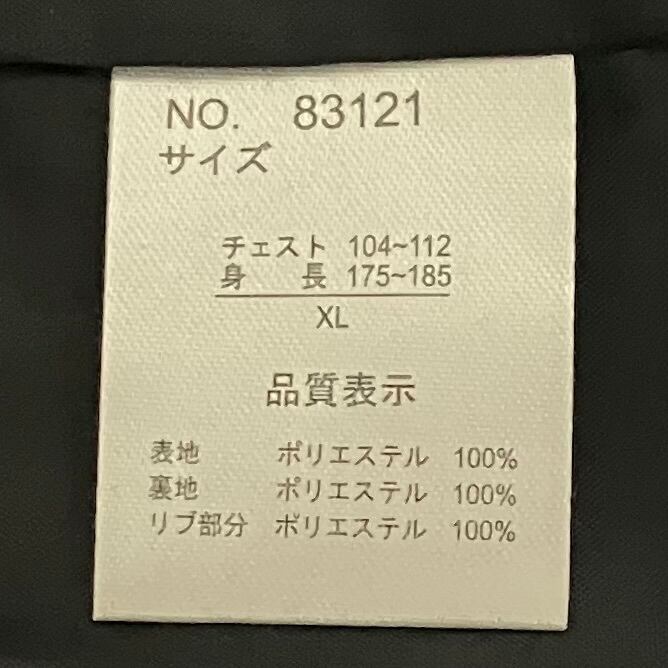 NO. 83121
サイズ
チェスト 104~112
身 長 175~185
XL
品質表示
表地 ポリエステル 100%
裏地 ポリエステル 100%
リブ部分 ポリエステル 100%